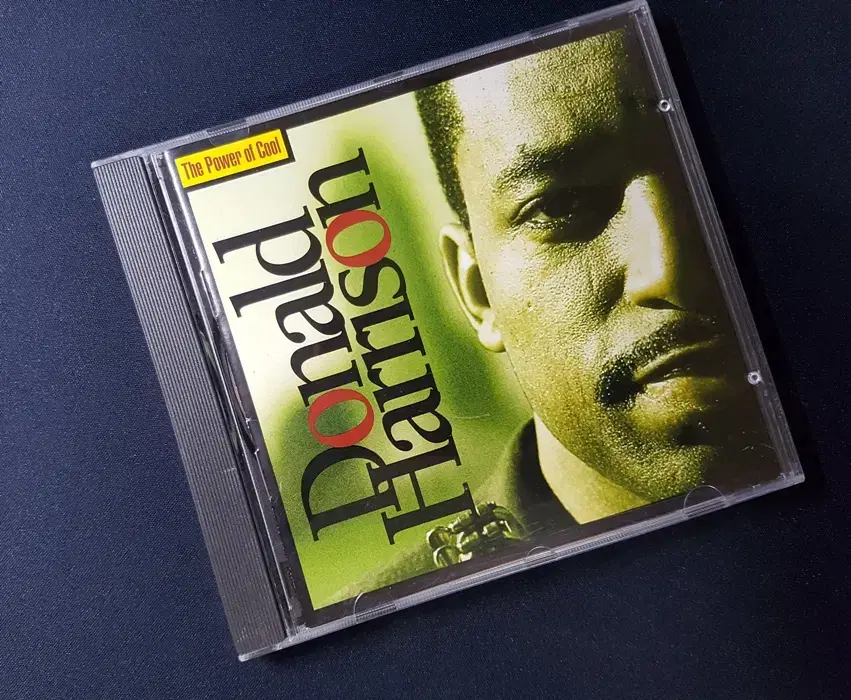 The Power of Cool
Donald
Harrison